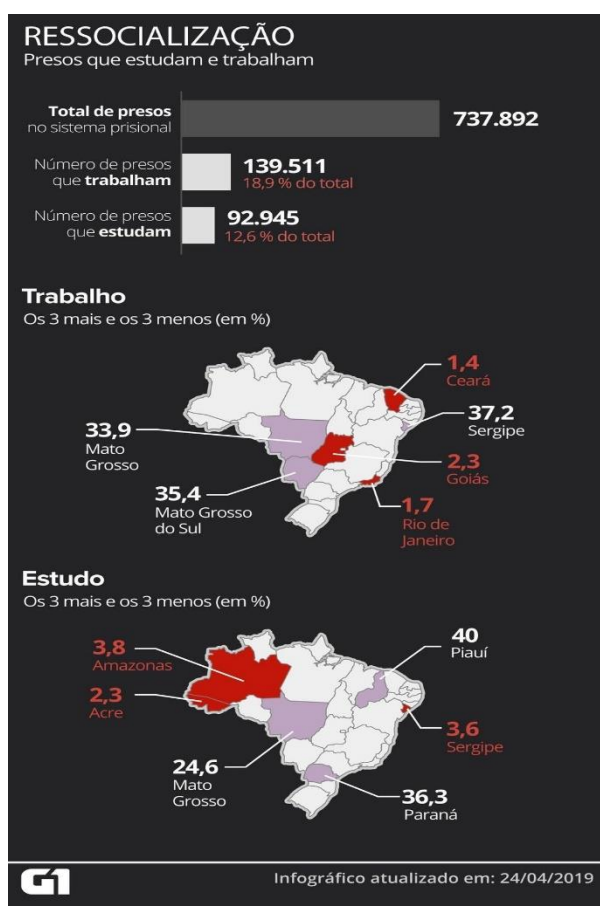 RESSOCIALIZAÇÃO
Presos que estudam e trabalham
Total de presos
no sistema prisional
737.892
Número de presos
que trabalham
139.511
18,9 % do total
Número de presos
que estudam
92.945
12,6 % do total
Trabalho
Os 3 mais e os 3 menos (em %)
1,4
Ceará
37,2
Sergipe
33,9
Mato
Grosso
2,3
Goiás
35,4
Mato Grosso
do Sul
1,7
Rio de
Janeiro
Estudo
Os 3 mais e os 3 menos (em %)
3,8
Amazonas
40
Piauí
2,3
Acre
3,6
Sergipe
24,6
Mato
Grosso
36,3
Paraná
G1
Infográfico atualizado em: 24/04/2019